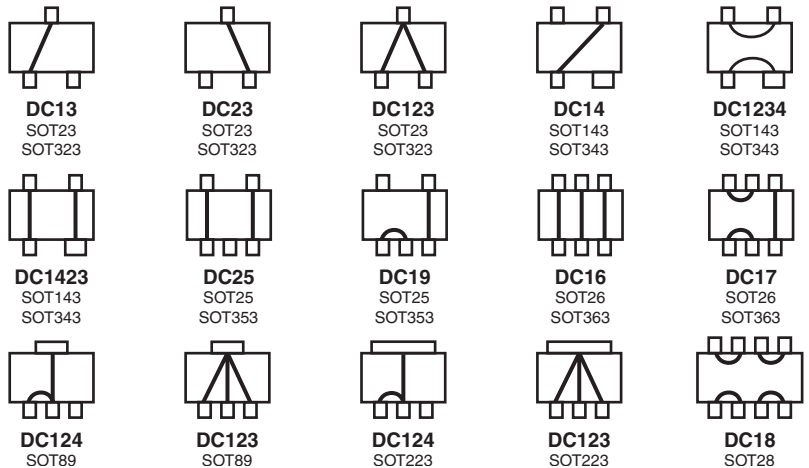 DC13
SOT23
SOT323
DC23
SOT23
SOT323
DC123
SOT23
SOT323
DC14
SOT143
SOT343
DC1234
SOT143
SOT343
DC1423
SOT143
SOT343
DC25
SOT25
SOT353
DC19
SOT25
SOT353
DC16
SOT26
SOT363
DC17
SOT26
SOT363
DC124
SOT89
DC123
SOT89
DC124
SOT223
DC123
SOT223
DC18
SOT28